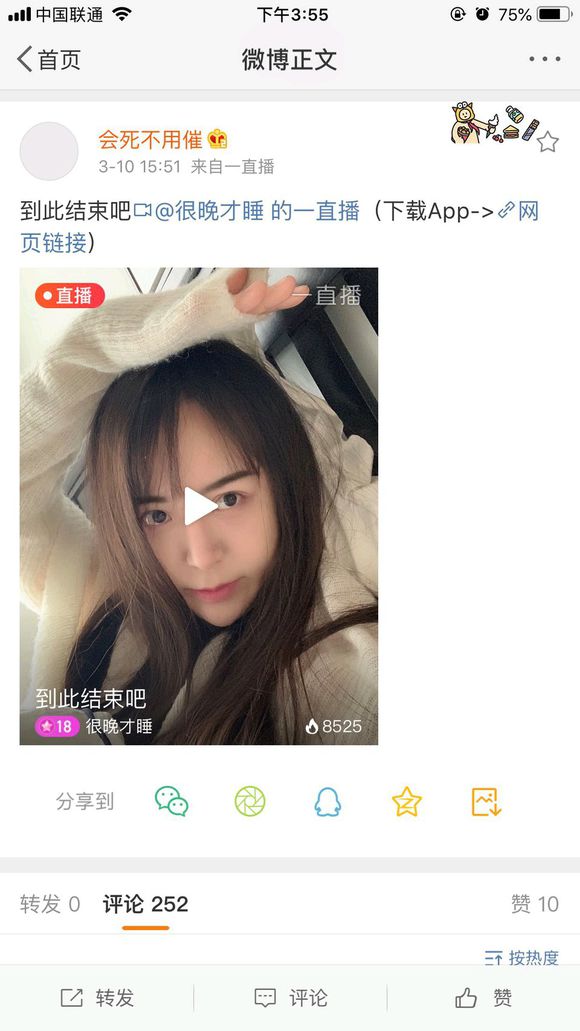 中国联通 下午3:55 75%
首页 微博正文
会死不用催
3-10 15:51 来自一直播
到此结束吧@很晚才睡 的一直播（下载App->网
页链接）
直播 一直播
到此结束吧
18 很晚才睡 8525
分享到
转发 0 评论 252 赞 10
按热度
转发 评论 赞